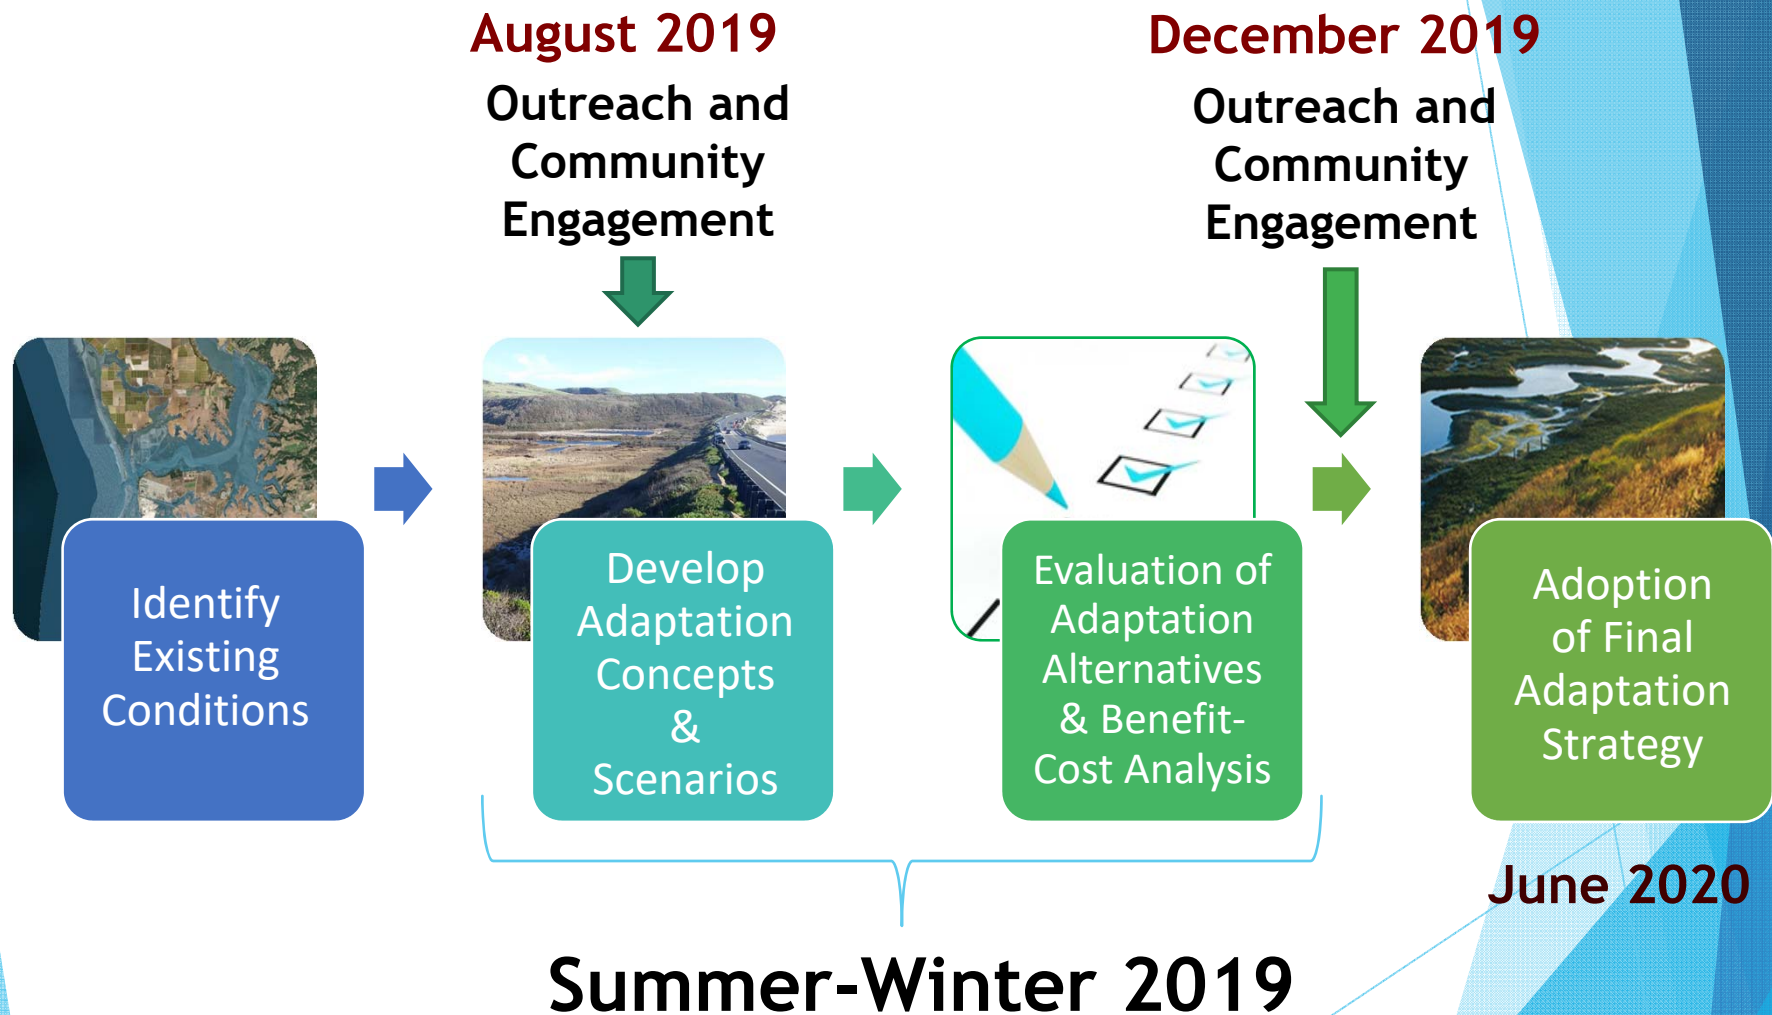 August 2019
Outreach and
Community
Engagement
December 2019
Outreach and
Community
Engagement
Identify
Existing
Conditions
Develop
Adaptation
Concepts
&
Scenarios
Evaluation of
Adaptation
Alternatives
& Benefit-
Cost Analysis
Adoption
of Final
Adaptation
Strategy
June 2020
Summer-Winter 2019